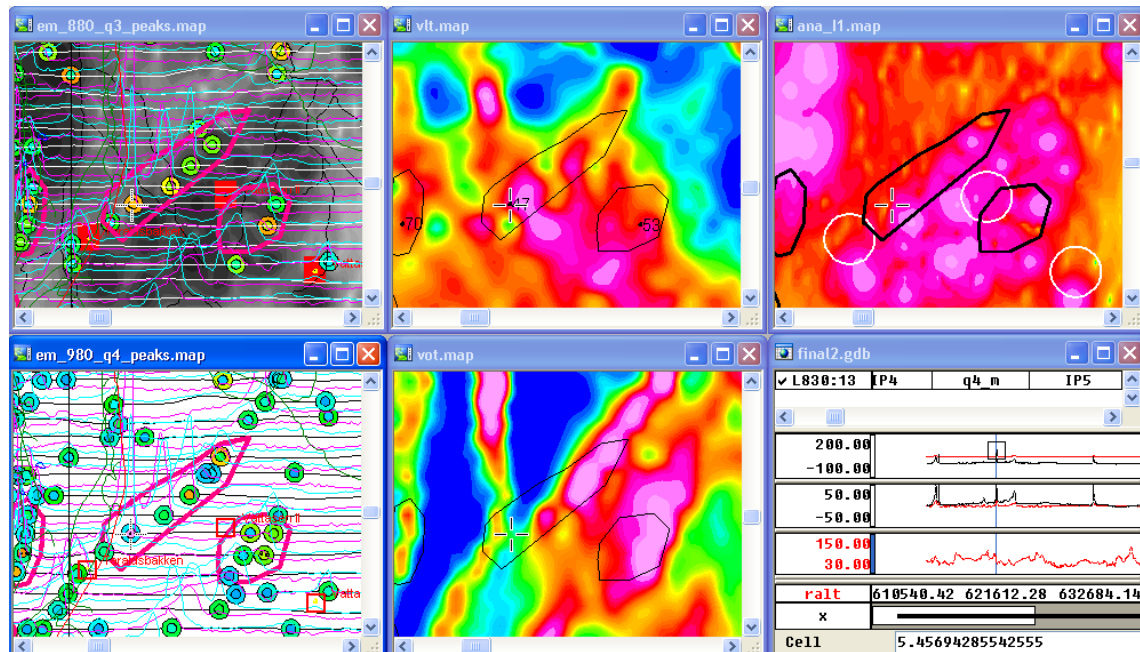 em_880_q3_peaks.map
vlt.map
ana_l1.map
47
70
53
em_980_q4_peaks.map
vot.map
final2.gdb
L830:13 IP4 q4_m IP5
200.00
-100.00
50.00
-50.00
150.00
30.00
ralt 610540.42 621612.28 632684.14
x
Cell 5.45694285542555